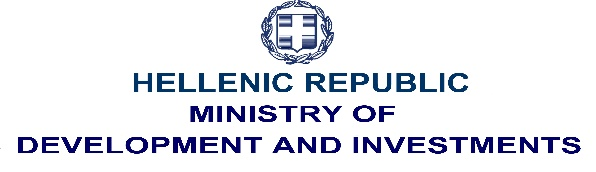 HELLENIC REPUBLIC
MINISTRY OF
DEVELOPMENT AND INVESTMENTS